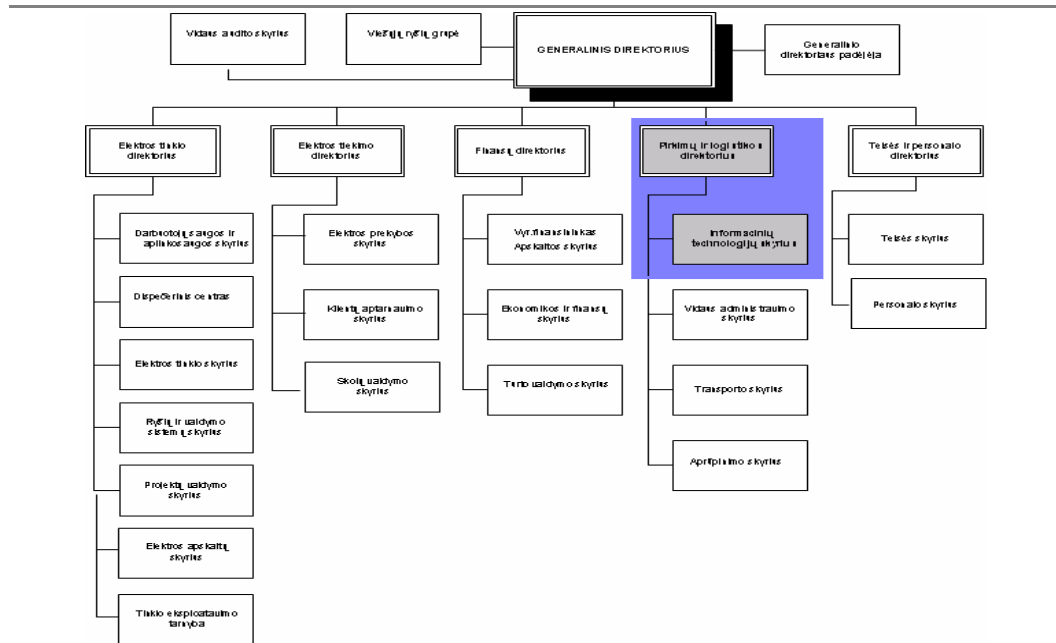 Vidaus audito skyrius
Viešųjų ryšių grupė
GENERALINIS DIREKTORIUS
Generalinio
direktoriaus padėjėja
Elektros tinklo
direktorius
Elektros tiekimo
direktorius
Finansų direktorius
Pirkimų ir logistikos
direktorius
Teisės ir personalo
direktorius
Darbuotojų saugos ir
aplinkosaugos skyrius
Dispečerinis centras
Elektros tinklo skyrius
Ryšių ir valdymo
sistemų skyrius
Projektų valdymo
skyrius
Elektros apskaitų
skyrius
Tinklo eksploatavimo
tarnyba
Elektros prekybos
skyrius
Klientų aptarnavimo
skyrius
Skolų valdymo
skyrius
Vyr.finansininkas
Apskaitos skyrius
Ekonomikos ir finansų
skyrius
Turto valdymo skyrius
Informacinių
technologijų skyrius
Vidaus administravimo
skyrius
Transporto skyrius
Aprūpinimo skyrius
Teisės skyrius
Personalo skyrius